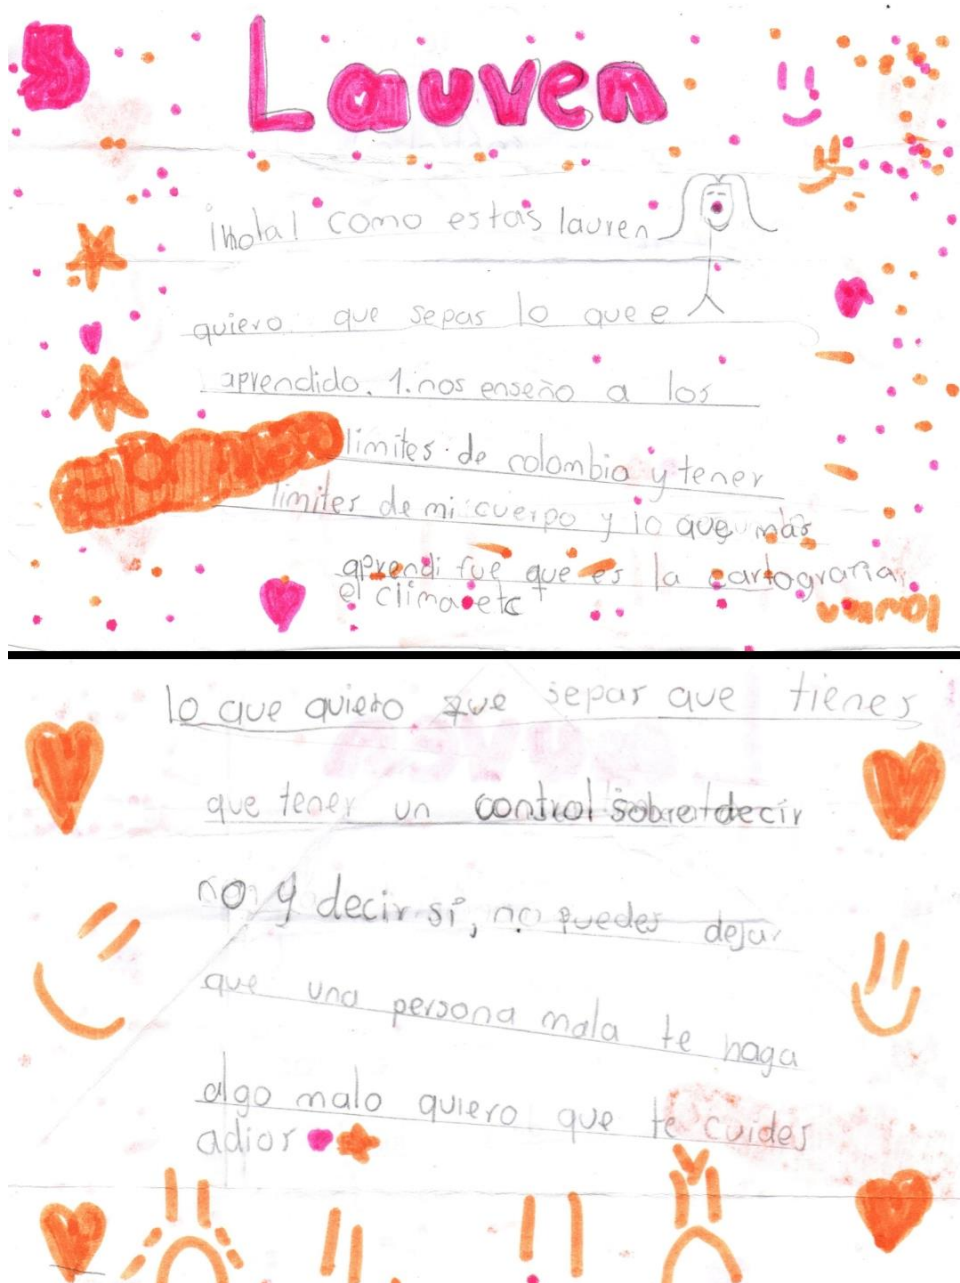 Lauren
¡Hola! como estas lauren
quiero que sepas lo que e
aprendido. 1. nos enseño a los
limites de colombia y tener
limites de mi cuerpo y lo que más
aprendi fue que es la cartografia,
el clima etc
lauren
lo que quiero que sepas que tienes
que tener un control sobre decir
no y decir sí, no puedes dejar
que una persona mala te haga
algo malo quiero que te cuides
adios